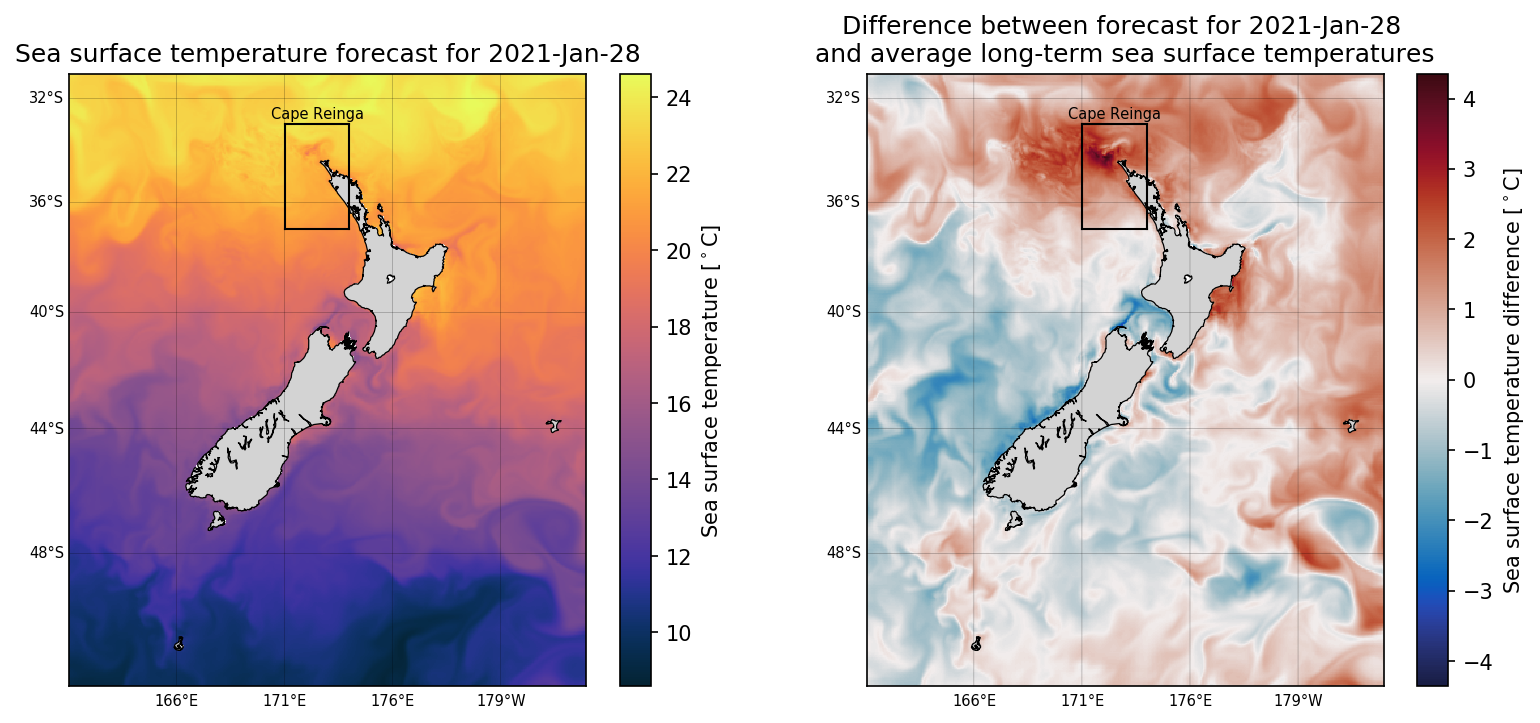 Sea surface temperature forecast for 2021-Jan-28
32°S
36°S
40°S
44°S
48°S
166°E
171°E
176°E
179°W
Cape Reinga
24
22
20
18
16
14
12
10
Sea surface temperature [°C]
Difference between forecast for 2021-Jan-28
and average long-term sea surface temperatures
32°S
36°S
40°S
44°S
48°S
166°E
171°E
176°E
179°W
Cape Reinga
4
3
2
1
0
−1
−2
−3
−4
Sea surface temperature difference [°C]